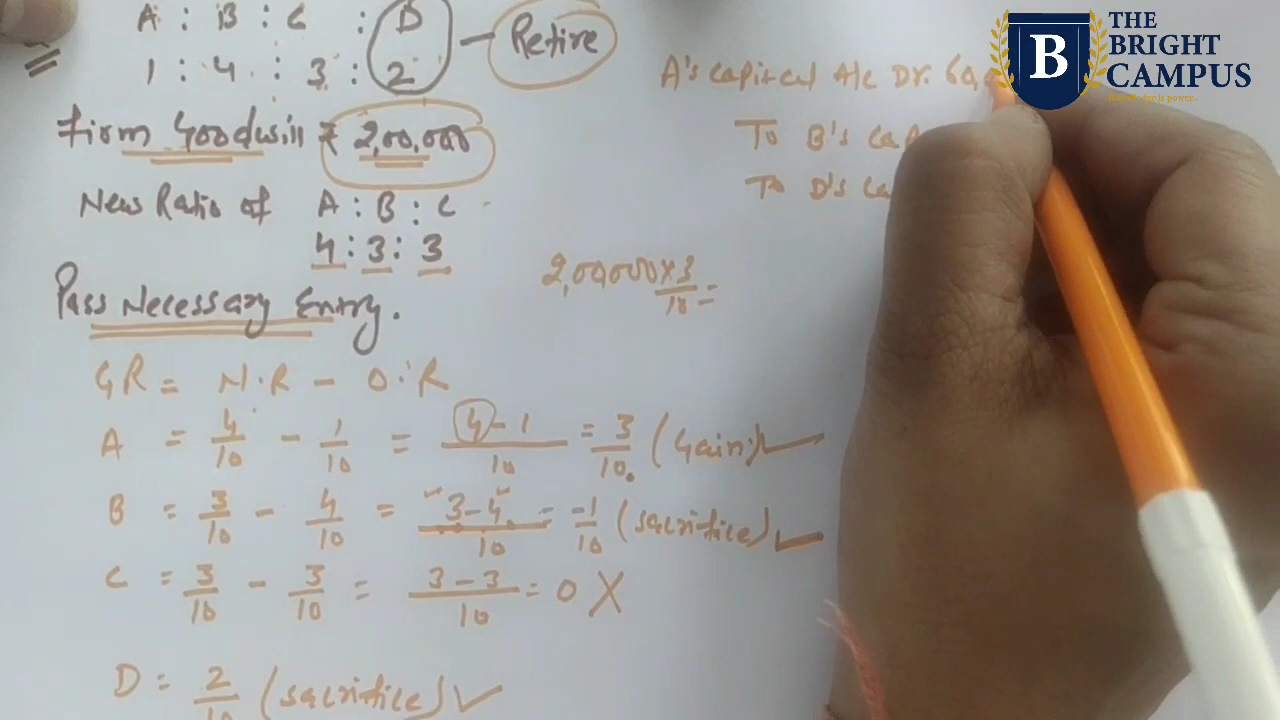 A : B : C : D — Retire
1 : 4 : 3 : 2
Firm Goodwill ₹ 2,00,000
New Ratio of A : B : C
4 : 3 : 3
Pass Necessary Entry.
GR = N.R – O.R
A = 4/10 – 1/10 = 4–1/10 = 3/10 (Gain)
B = 3/10 – 4/10 = 3–4/10 = –1/10 (Sacrifice)
C = 3/10 – 3/10 = 3–3/10 = 0 X
D = 2/10 (Sacrifice)
A's capital A/c Dr. 60,
To B's Ca
To D's Ca
2,00,000 × 3/10 =
B
THE
BRIGHT
CAMPUS